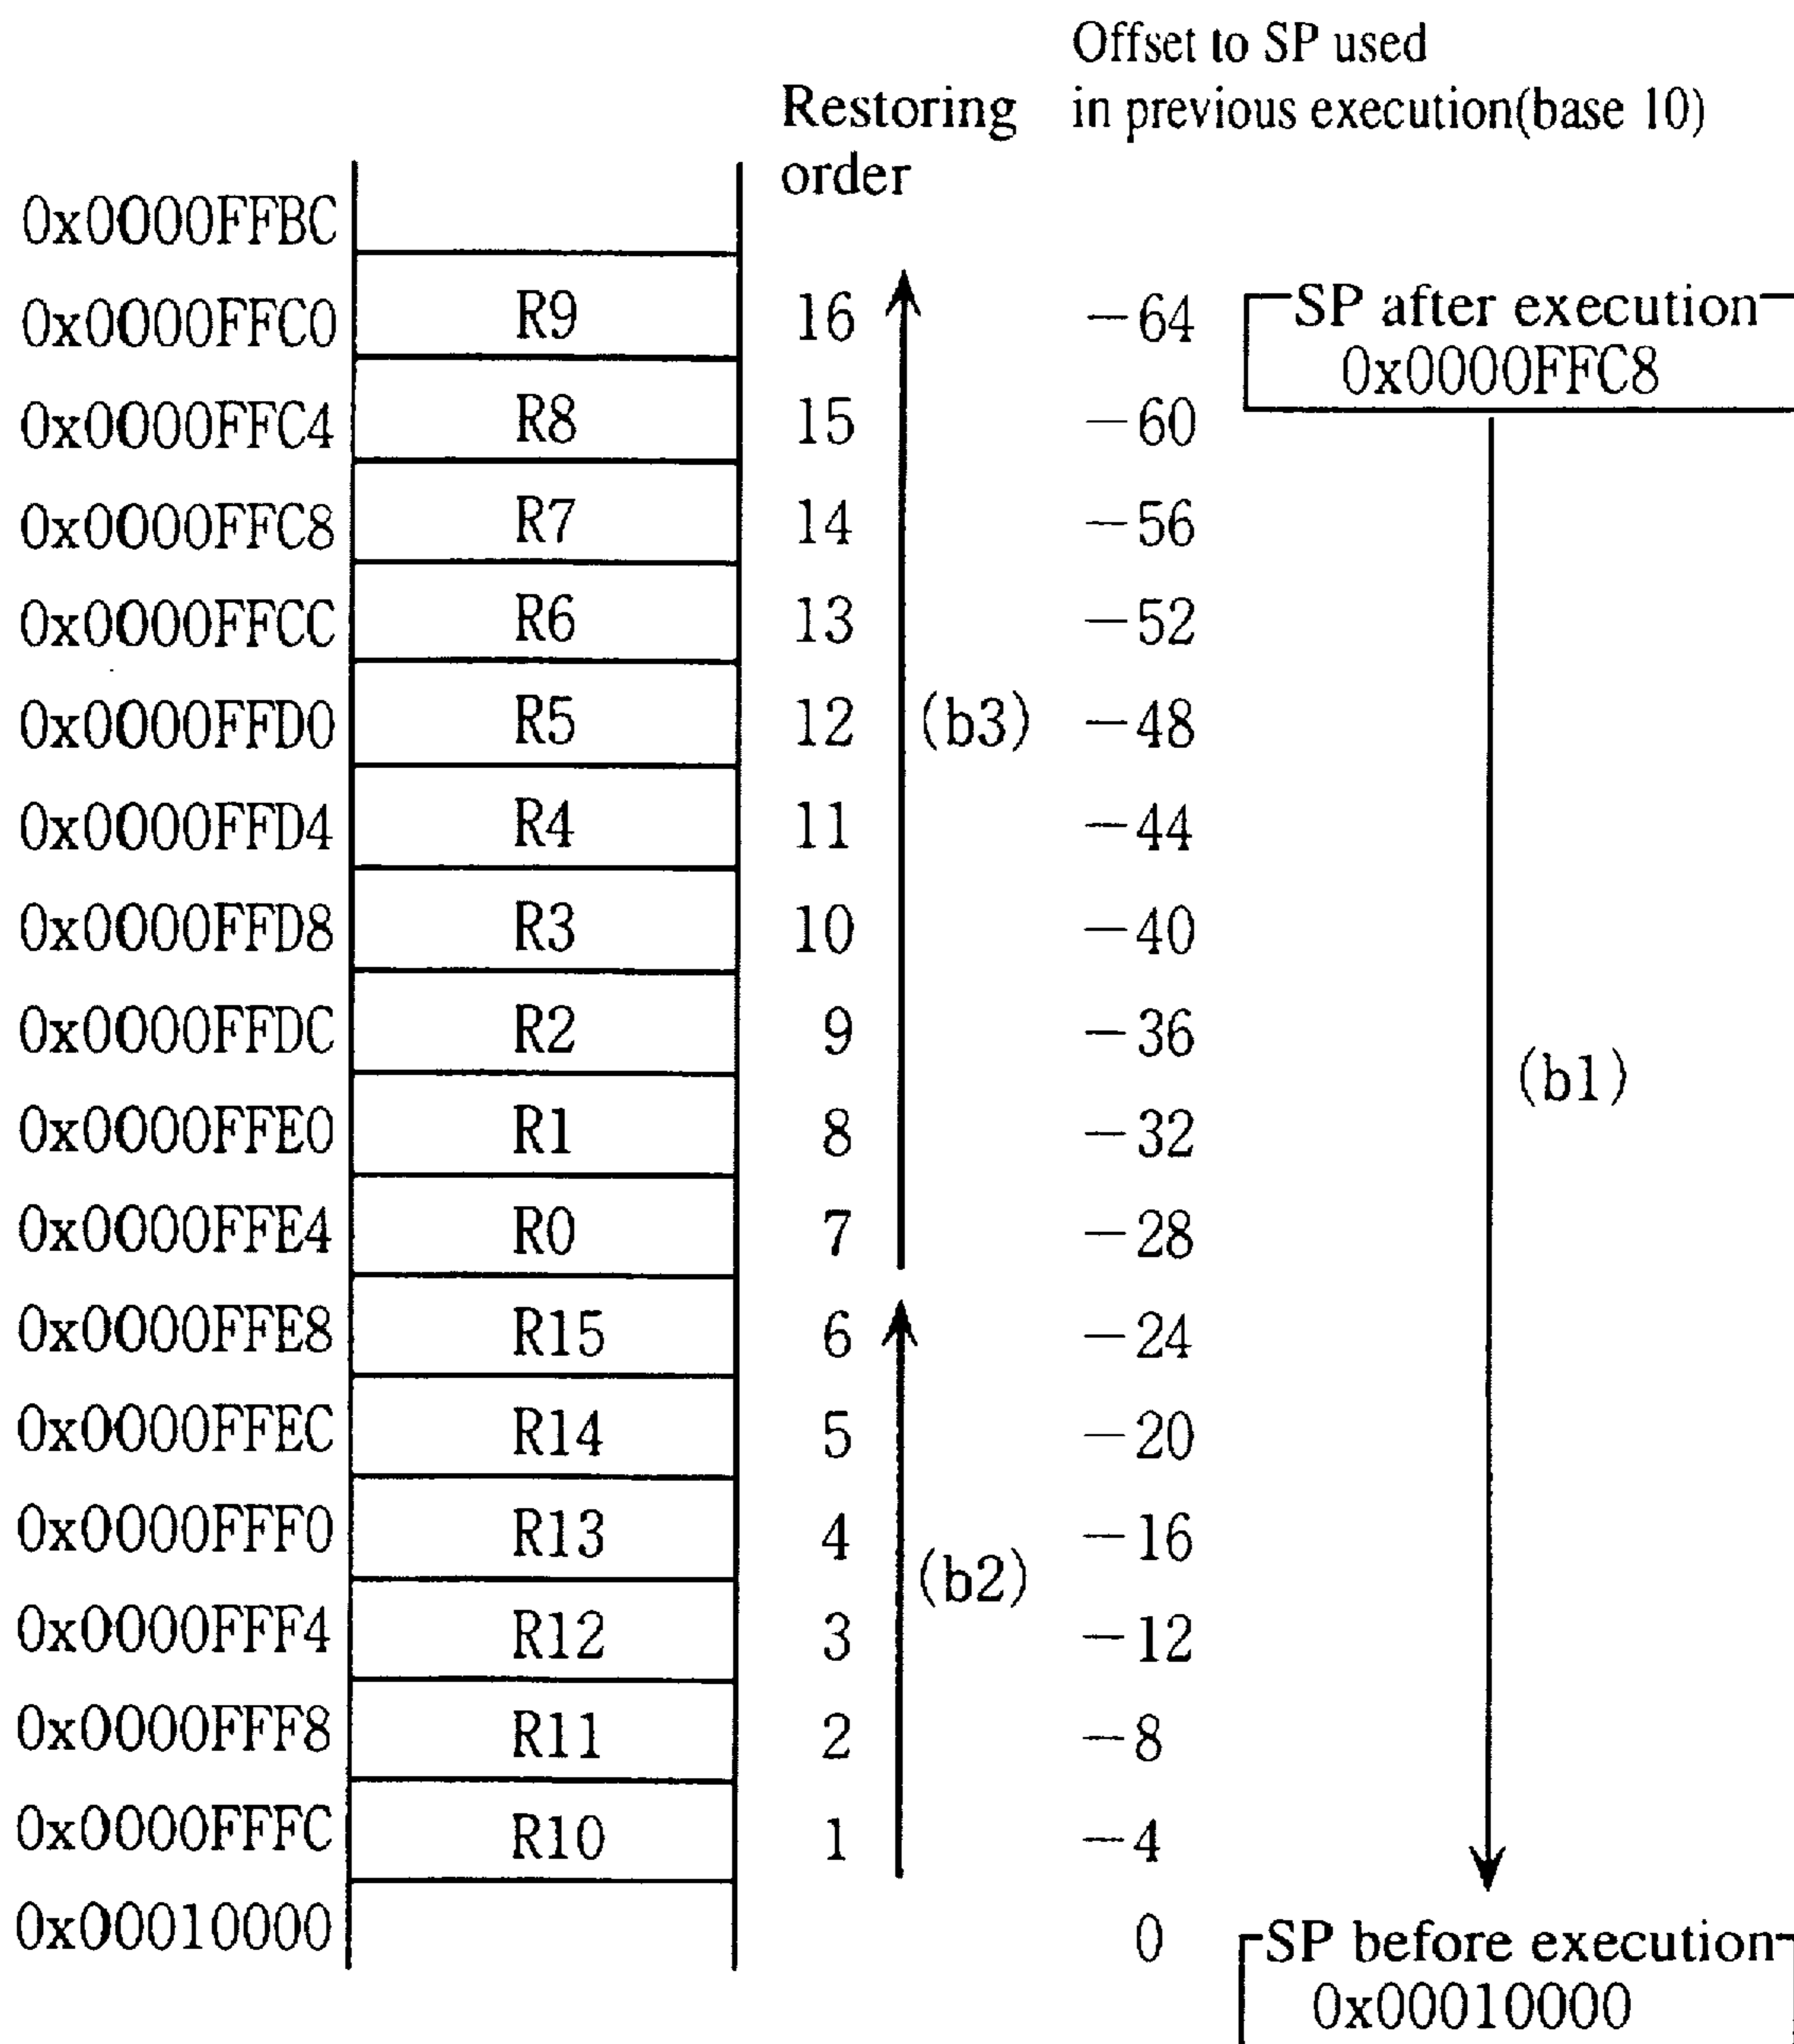 Offset to SP used
in previous execution(base 10)
Restoring
order
0x0000FFBC
0x0000FFC0 R9 16 −64
SP after execution
0x0000FFC8
0x0000FFC4 R8 15 −60
0x0000FFC8 R7 14 −56
0x0000FFCC R6 13 −52
0x0000FFD0 R5 12 (b3) −48
0x0000FFD4 R4 11 −44
0x0000FFD8 R3 10 −40
0x0000FFDC R2 9 −36
(b1)
0x0000FFE0 R1 8 −32
0x0000FFE4 R0 7 −28
0x0000FFE8 R15 6 −24
0x0000FFEC R14 5 −20
0x0000FFF0 R13 4 −16
(b2)
0x0000FFF4 R12 3 −12
0x0000FFF8 R11 2 −8
0x0000FFFC R10 1 −4
0x00010000 0
SP before execution
0x00010000